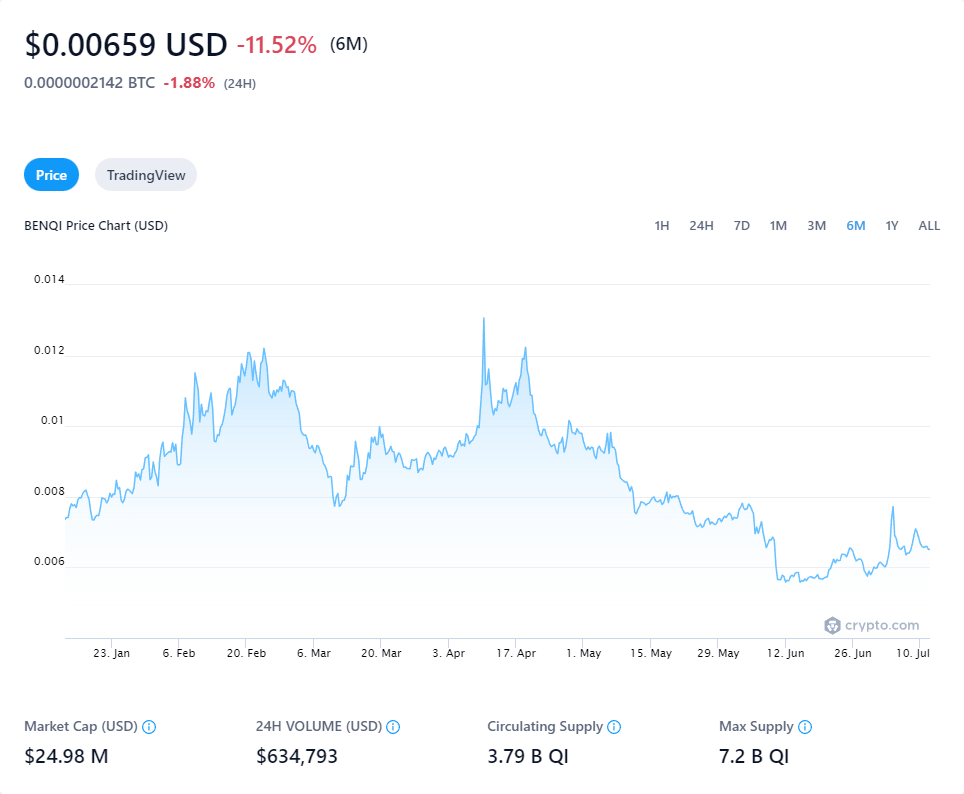 $0.00659 USD -11.52% (6M)
0.0000002142 BTC -1.88% (24H)
Price TradingView
BENQI Price Chart (USD) 1H 24H 7D 1M 3M 6M 1Y ALL
0.014
0.012
0.01
0.008
0.006
crypto.com
23. Jan 6. Feb 20. Feb 6. Mar 20. Mar 3. Apr 17. Apr 1. May 15. May 29. May 12. Jun 26. Jun 10. Jul
Market Cap (USD) 24H VOLUME (USD) Circulating Supply Max Supply
$24.98 M $634,793 3.79 B QI 7.2 B QI